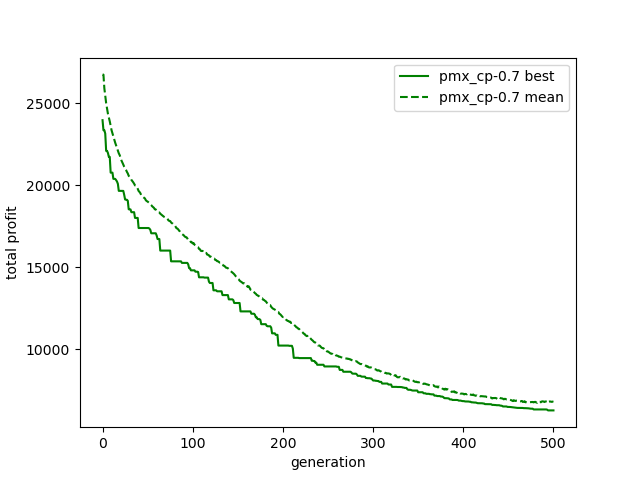 pmx_cp-0.7 best
pmx_cp-0.7 mean
25000
20000
15000
10000
total profit
0 100 200 300 400 500
generation